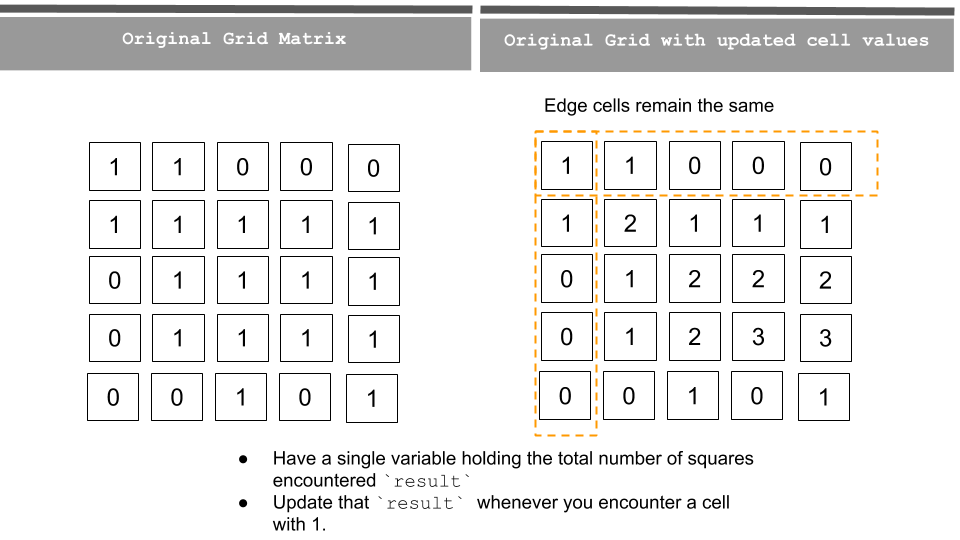 Original Grid Matrix
Original Grid with updated cell values
Edge cells remain the same
1 1 0 0 0
1 1 1 1 1
0 1 1 1 1
0 1 1 1 1
0 0 1 0 1
1 1 0 0 0
1 2 1 1 1
0 1 2 2 2
0 1 2 3 3
0 0 1 0 1
● Have a single variable holding the total number of squares
encountered `result`
● Update that `result` whenever you encounter a cell
with 1.